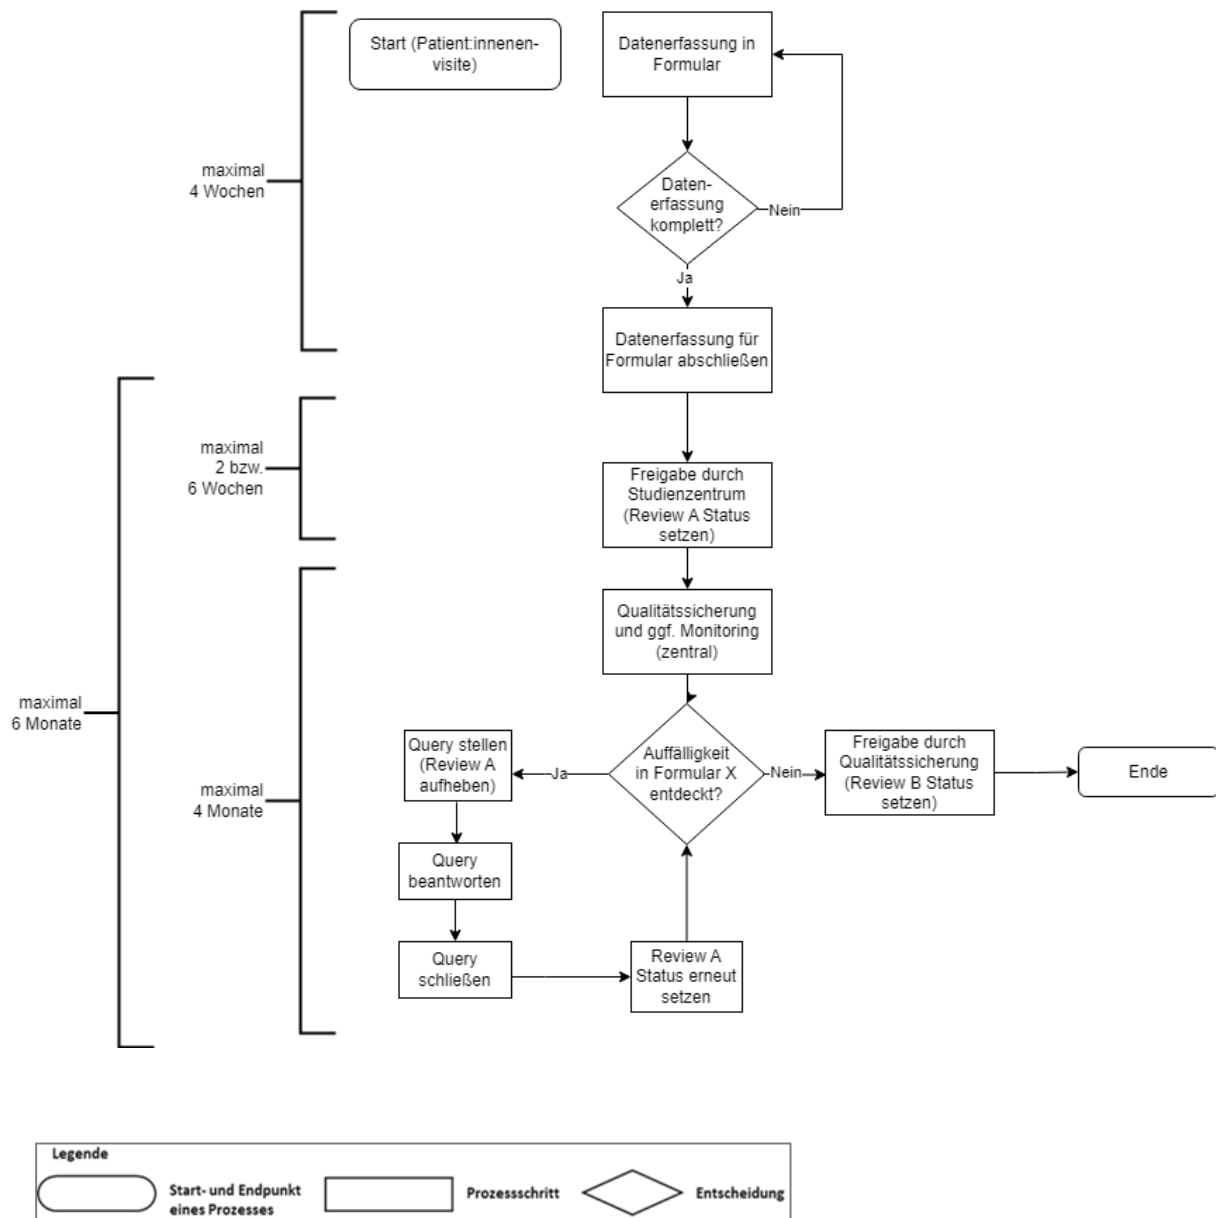 Start (Patient:innenen-
visite)
Datenerfassung in
Formular
maximal
4 Wochen
Daten-
erfassung
komplett?
Nein
Ja
Datenerfassung für
Formular abschließen
maximal
2 bzw.
6 Wochen
Freigabe durch
Studienzentrum
(Review A Status
setzen)
Qualitätssicherung
und ggf. Monitoring
(zentral)
maximal
6 Monate
maximal
4 Monate
Query stellen
(Review A
aufheben)
Ja
Auffälligkeit
in Formular X
entdeckt?
Nein
Freigabe durch
Qualitätssicherung
(Review B Status
setzen)
Ende
Query
beantworten
Query
schließen
Review A
Status erneut
setzen
Legende
Start- und Endpunkt
eines Prozesses
Prozessschritt
Entscheidung